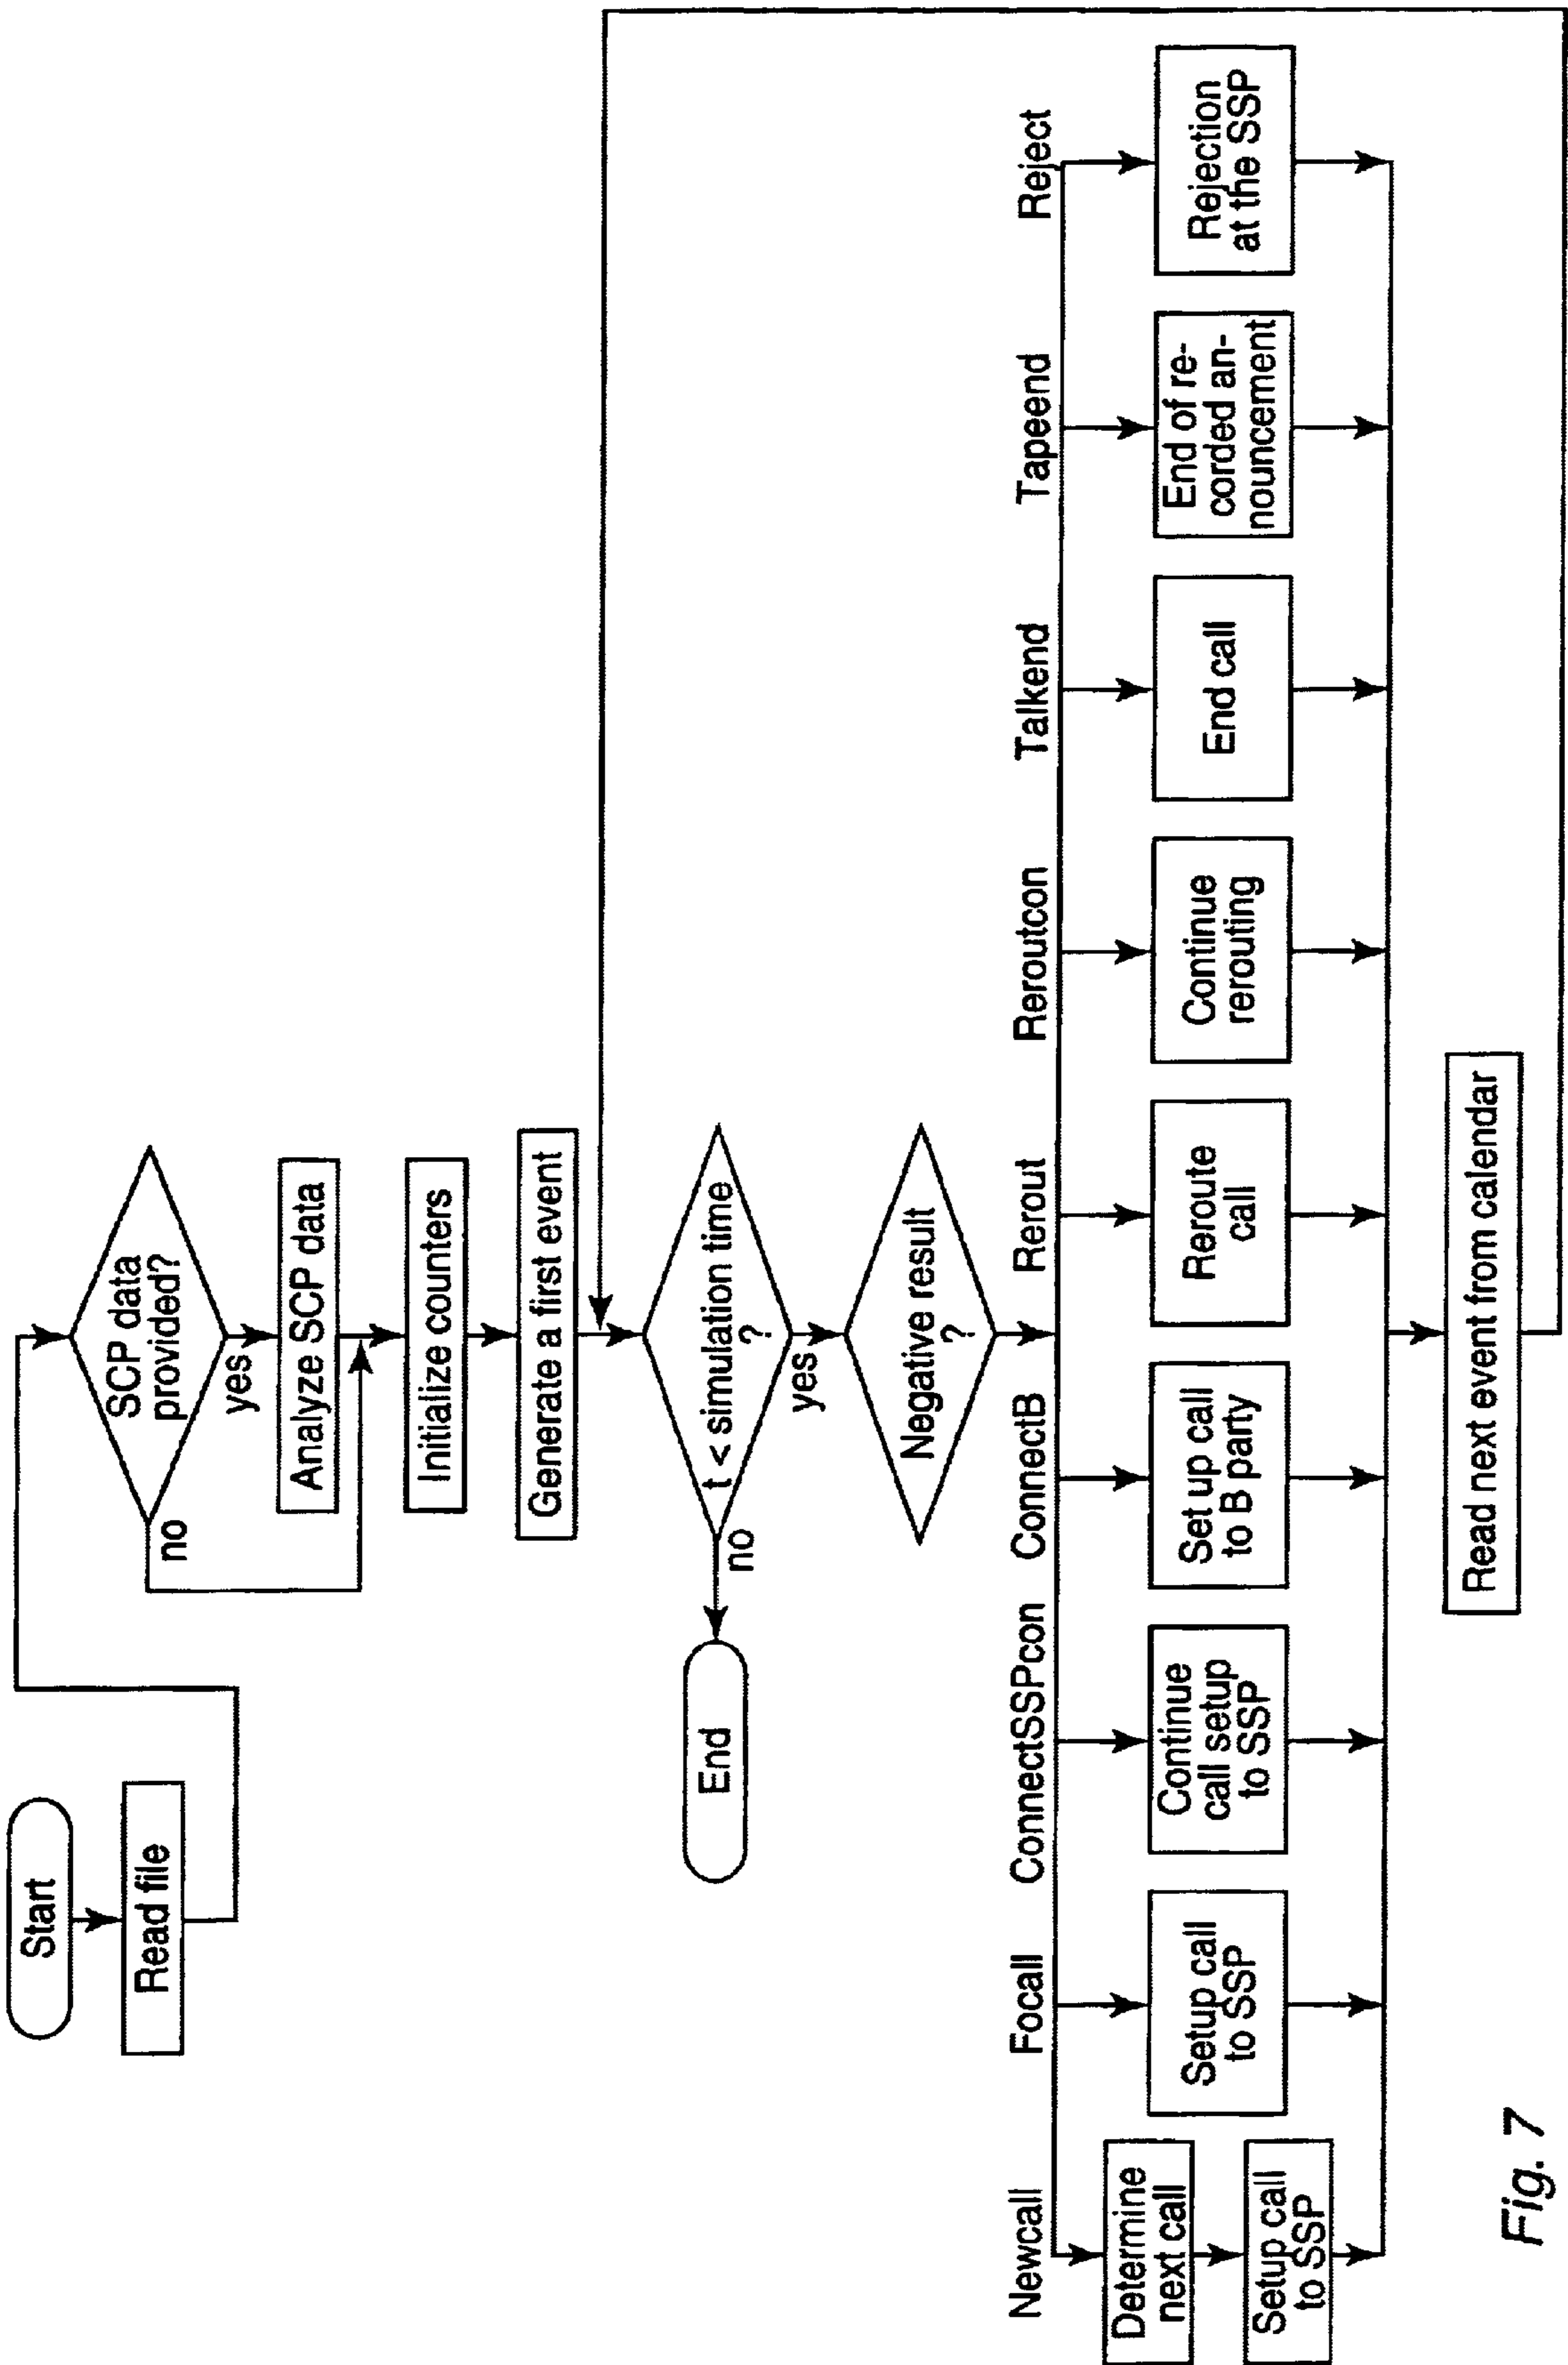 Start
Read file
SCP data
provided?
no
yes
Analyze SCP data
Initialize counters
Generate a first event
t < simulation time
?
no
yes
End
Negative result
?
Newcall
Focall
ConnectSSPcon
ConnectB
Rerout
Reroutcon
Talkend
Tapeend
Reject
Determine
next call
Setup call
to SSP
Setup call
to SSP
Continue
call setup
to SSP
Set up call
to B party
Reroute
call
Continue
rerouting
End call
End of re-
corded an-
nouncement
Rejection
at the SSP
Read next event from calendar
Fig. 7